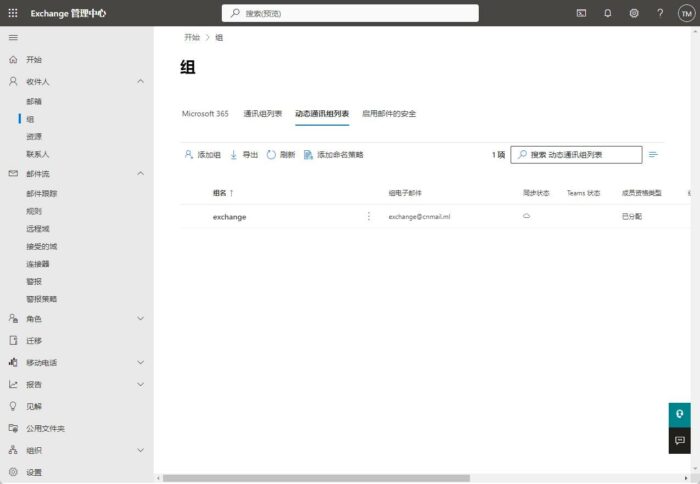 Exchange 管理中心
搜索(预览)
TM
开始
收件人
邮箱
组
资源
联系人
邮件流
邮件跟踪
规则
远程域
接受的域
连接器
警报
警报策略
角色
迁移
移动电话
报告
见解
公用文件夹
组织
设置
开始 > 组
组
Microsoft 365 通讯组列表 动态通讯组列表 启用邮件的安全
添加组 导出 刷新 添加命名策略 1 项 搜索 动态通讯组列表
组名 ↑ 组电子邮件 同步状态 Teams 状态 成员资格类型
exchange exchange@cnmail.ml 已分配